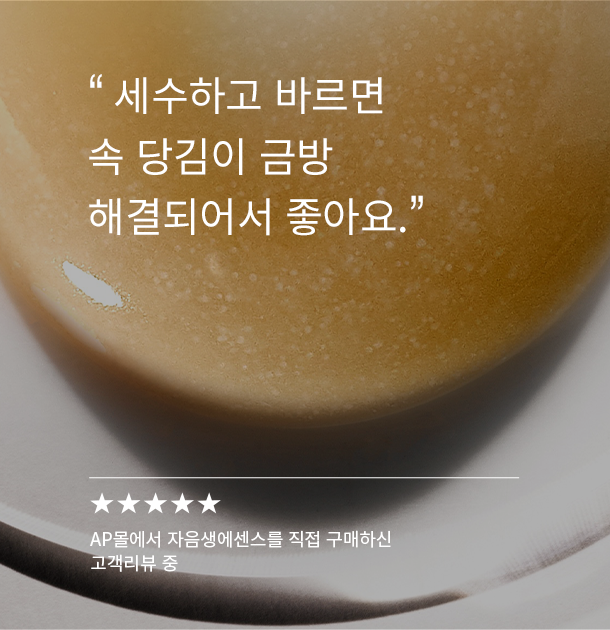 “ 세수하고 바르면
속 당김이 금방
해결되어서 좋아요.”
★★★★★
AP몰에서 자음생에센스를 직접 구매하신
고객리뷰 중